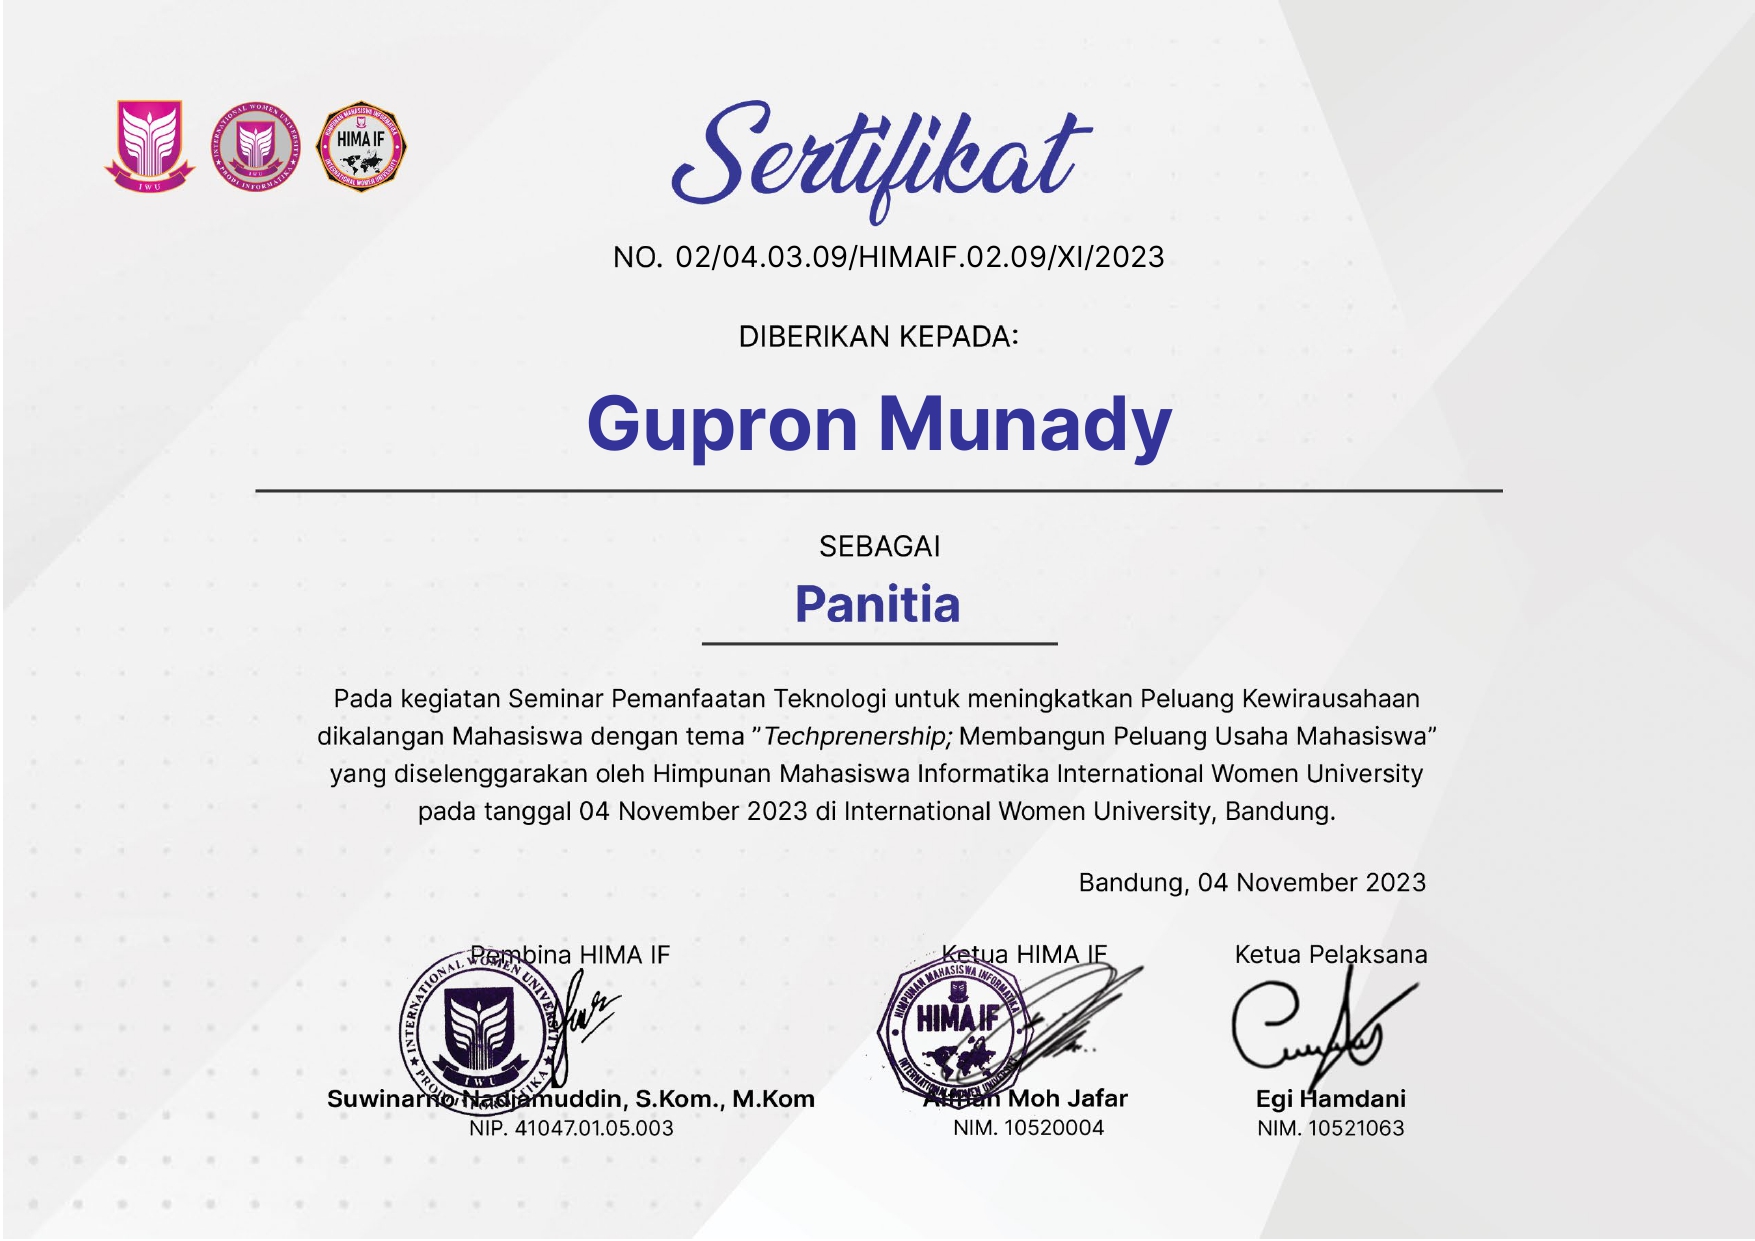 IWU
INTERNATIONAL WOMEN UNIVERSITY
IWU
PRODI INFORMATIKA
HIMPUNAN MAHASISWA INFORMATIKA
HIMA IF
INTERNATIONAL WOMEN UNIVERSITY
Sertifikat
NO. 02/04.03.09/HIMAIF.02.09/XI/2023
DIBERIKAN KEPADA:
Gupron Munady
SEBAGAI
Panitia
Pada kegiatan Seminar Pemanfaatan Teknologi untuk meningkatkan Peluang Kewirausahaan
dikalangan Mahasiswa dengan tema ”Techprenership; Membangun Peluang Usaha Mahasiswa”
yang diselenggarakan oleh Himpunan Mahasiswa Informatika International Women University
pada tanggal 04 November 2023 di International Women University, Bandung.
Bandung, 04 November 2023
Pembina HIMA IF
Ketua HIMA IF
Ketua Pelaksana
INTERNATIONAL WOMEN UNIVERSITY
IWU
PRODI INFORMATIKA
HIMPUNAN MAHASISWA INFORMATIKA
HIMA IF
INTERNATIONAL WOMEN UNIVERSITY
Suwinarno Nadjamuddin, S.Kom., M.Kom
NIP. 41047.01.05.003
Moh Jafar
NIM. 10520004
Egi Hamdani
NIM. 10521063